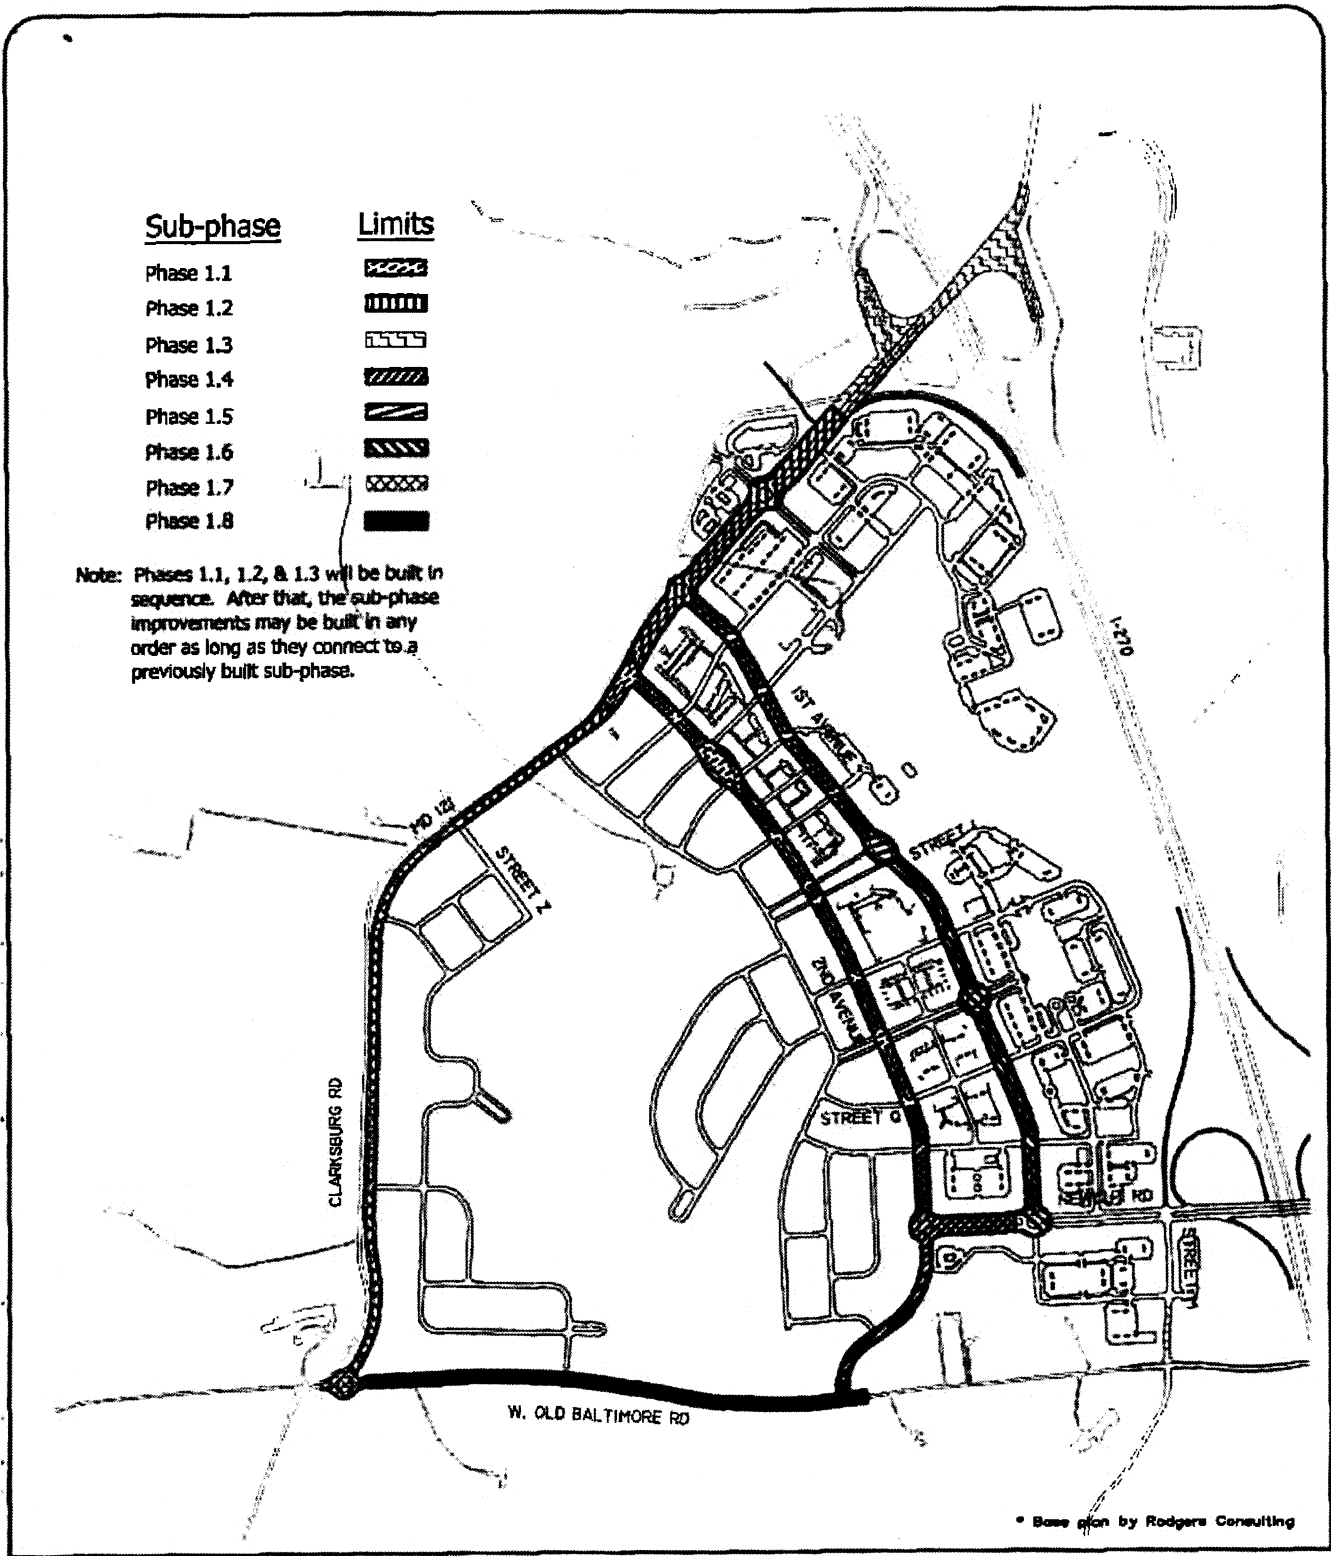 Sub-phase Limits
Phase 1.1
Phase 1.2
Phase 1.3
Phase 1.4
Phase 1.5
Phase 1.6
Phase 1.7
Phase 1.8
Note: Phases 1.1, 1.2, & 1.3 will be built in
sequence. After that, the sub-phase
improvements may be built in any
order as long as they connect to a
previously built sub-phase.
I-270
1ST AVENUE
MD 121
STREET
STREET Z
2ND AVENUE
CLARKSBURG RD
STREET Q
RD
STREET
W. OLD BALTIMORE RD
* Base plan by Rodgers Consulting